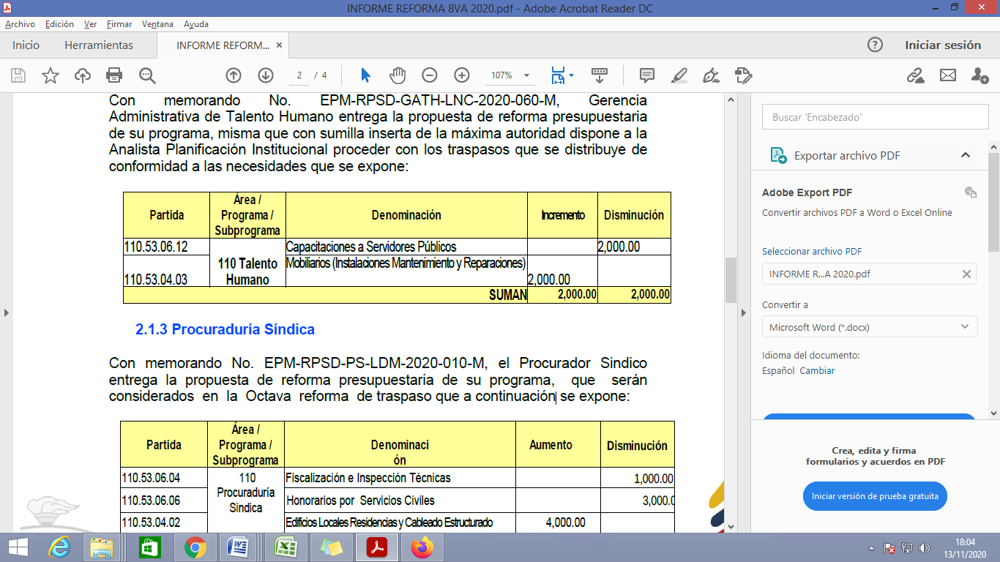 INFORME REFORMA 8VA 2020.pdf - Adobe Acrobat Reader DC
Archivo Edición Ver Firmar Ventana Ayuda
Inicio Herramientas INFORME REFORM... × Iniciar sesión
2 / 4 107%
Con memorando No. EPM-RPSD-GATH-LNC-2020-060-M, Gerencia
Administrativa de Talento Humano entrega la propuesta de reforma presupuestaria
de su programa, misma que con sumilla inserta de la máxima autoridad dispone a la
Analista Planificación Institucional proceder con los traspasos que se distribuye de
conformidad a las necesidades que se expone:
Partida Área / Programa / Subprograma Denominación Incremento Disminución
110.53.06.12 Capacitaciones a Servidores Públicos 2,000.00
110 Talento Humano
110.53.04.03 Mobiliarios (Instalaciones Mantenimiento y Reparaciones) 2,000.00
SUMAN 2,000.00 2,000.00
2.1.3 Procuraduría Síndica
Con memorando No. EPM-RPSD-PS-LDM-2020-010-M, el Procurador Sindico
entrega la propuesta de reforma presupuestaria de su programa, que serán
considerados en la Octava reforma de traspaso que a continuación se expone:
Partida Área / Programa / Subprograma Denominaci ón Aumento Disminución
110.53.06.04 110 Procuraduría Sindica Fiscalización e Inspección Técnicas 1,000.00
110.53.06.06 Honorarios por Servicios Civiles 3,000.0
110.53.04.02 Edificios Locales Residencias y Cableado Estructurado 4,000.00
Buscar 'Encabezado'
Exportar archivo PDF
Adobe Export PDF
Convertir archivos PDF a Word o Excel Online
Seleccionar archivo PDF
INFORME R...A 2020.pdf
Convertir a
Microsoft Word (*.docx)
Idioma del documento:
Español Cambiar
Crea, edita y firma
formularios y acuerdos en PDF
Iniciar versión de prueba gratuita
18:04
13/11/2020